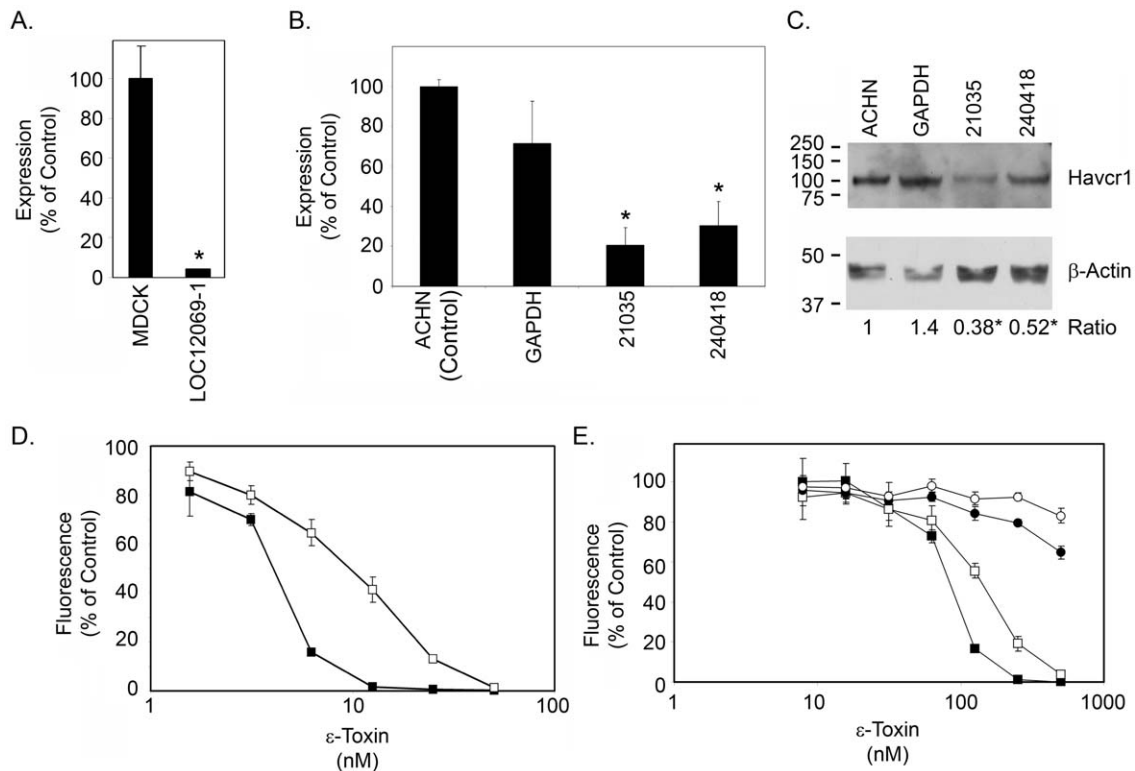 A.
Expression
(% of Control)
100
80
60
40
20
0
*
MDCK
LOC12069-1
B.
Expression
(% of Control)
100
80
60
40
20
0
*
*
ACHN
(Control)
GAPDH
21035
240418
C.
ACHN
GAPDH
21035
240418
250
150
100
75
Havcr1
50
37
β-Actin
1 1.4 0.38* 0.52* Ratio
D.
Fluorescence
(% of Control)
100
80
60
40
20
0
1 10 100
ε-Toxin
(nM)
E.
Fluorescence
(% of Control)
100
80
60
40
20
0
1 10 100 1000
ε-Toxin
(nM)